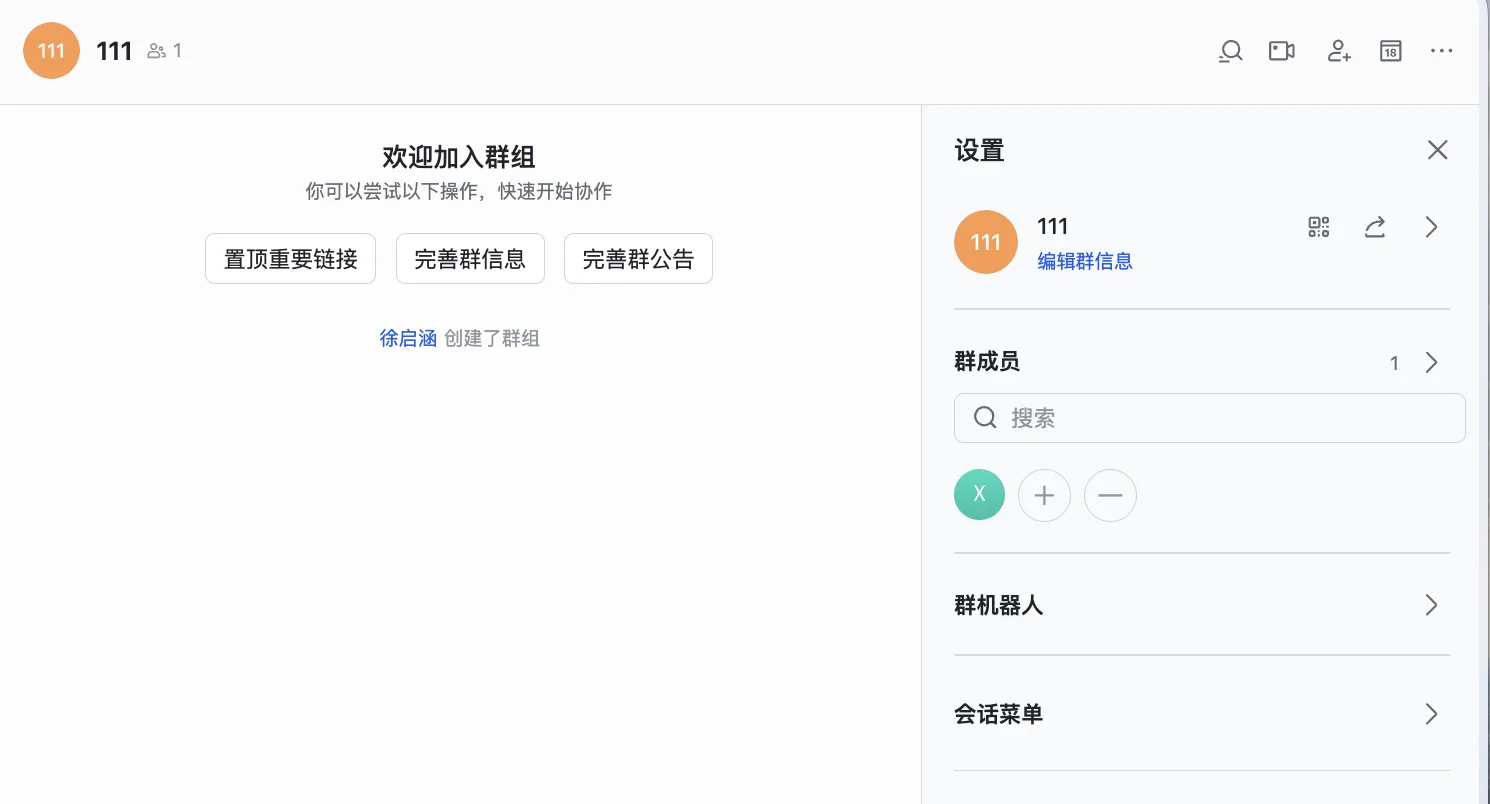 111 111 1 18
欢迎加入群组
你可以尝试以下操作，快速开始协作
置顶重要链接 完善群信息 完善群公告
徐启涵 创建了群组
设置
111 111
编辑群信息
群成员 1
搜索
X
群机器人
会话菜单